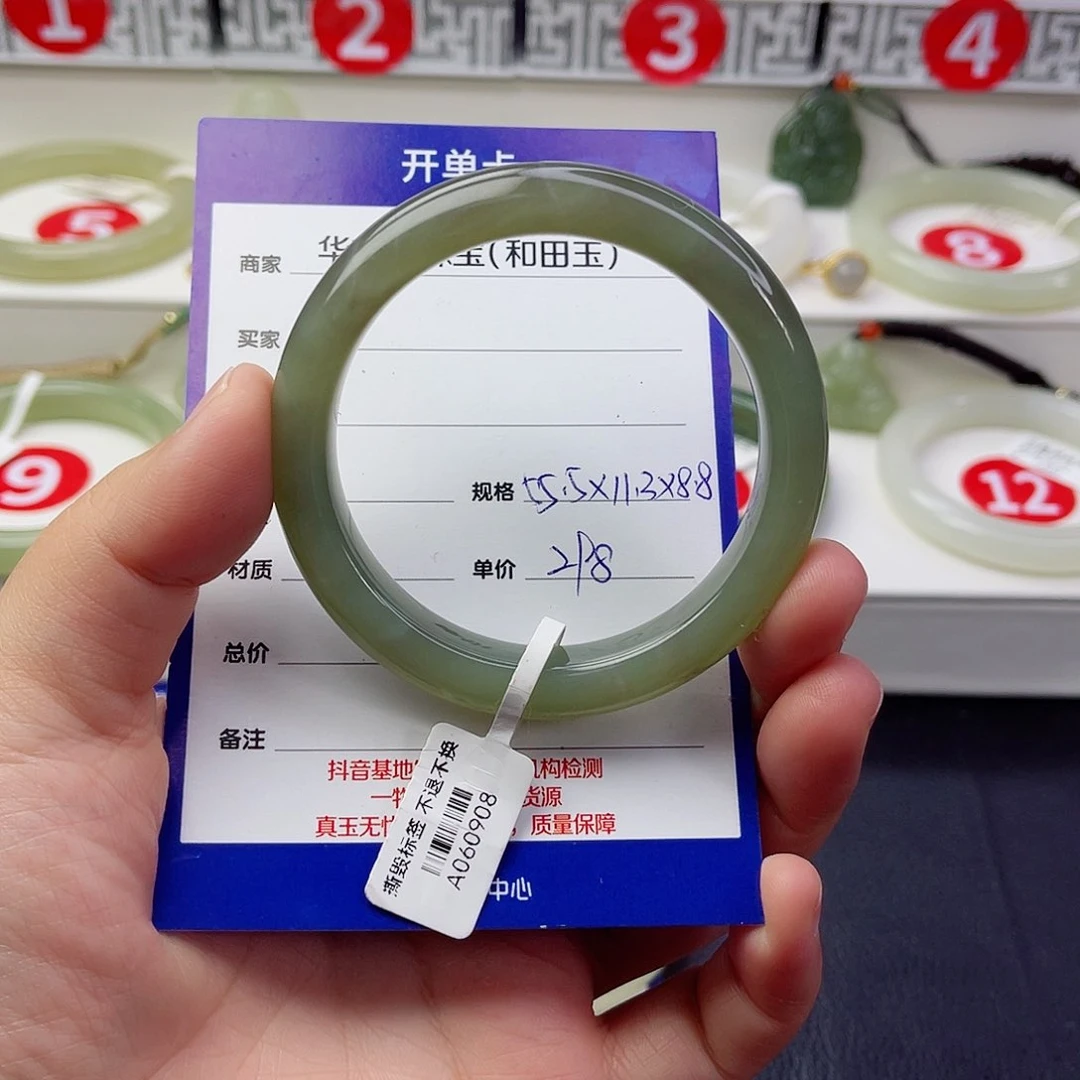 1 2 3 4
开单卡
商家 华 宝(和田玉)
5
8
买家
9
规格 55.5X11.3X8.8
12
材质
单价 2P8
总价
备注
抖音基地 机构检测
一物 货源
真玉无忧 ,质量保障
中心
撕毁标签 不退不换
A060908